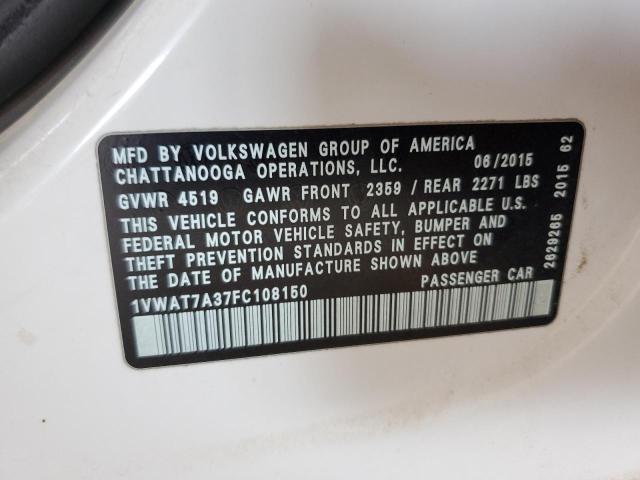 MFD BY VOLKSWAGEN GROUP OF AMERICA
CHATTANOOGA OPERATIONS, LLC. 06/2015
GVWR 4519 GAWR FRONT 2359 / REAR 2271 LBS
THIS VEHICLE CONFORMS TO ALL APPLICABLE U.S.
FEDERAL MOTOR VEHICLE SAFETY, BUMPER AND
THEFT PREVENTION STANDARDS IN EFFECT ON
THE DATE OF MANUFACTURE SHOWN ABOVE
1VWAT7A37FC108150 PASSENGER CAR
2629265 2015 62